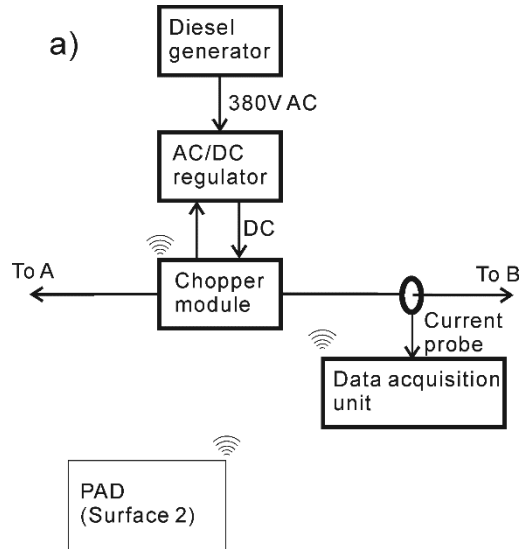 a)
Diesel
generator
380V AC
AC/DC
regulator
DC
To A
Chopper
module
To B
Current
probe
Data acquisition
unit
PAD
(Surface 2)